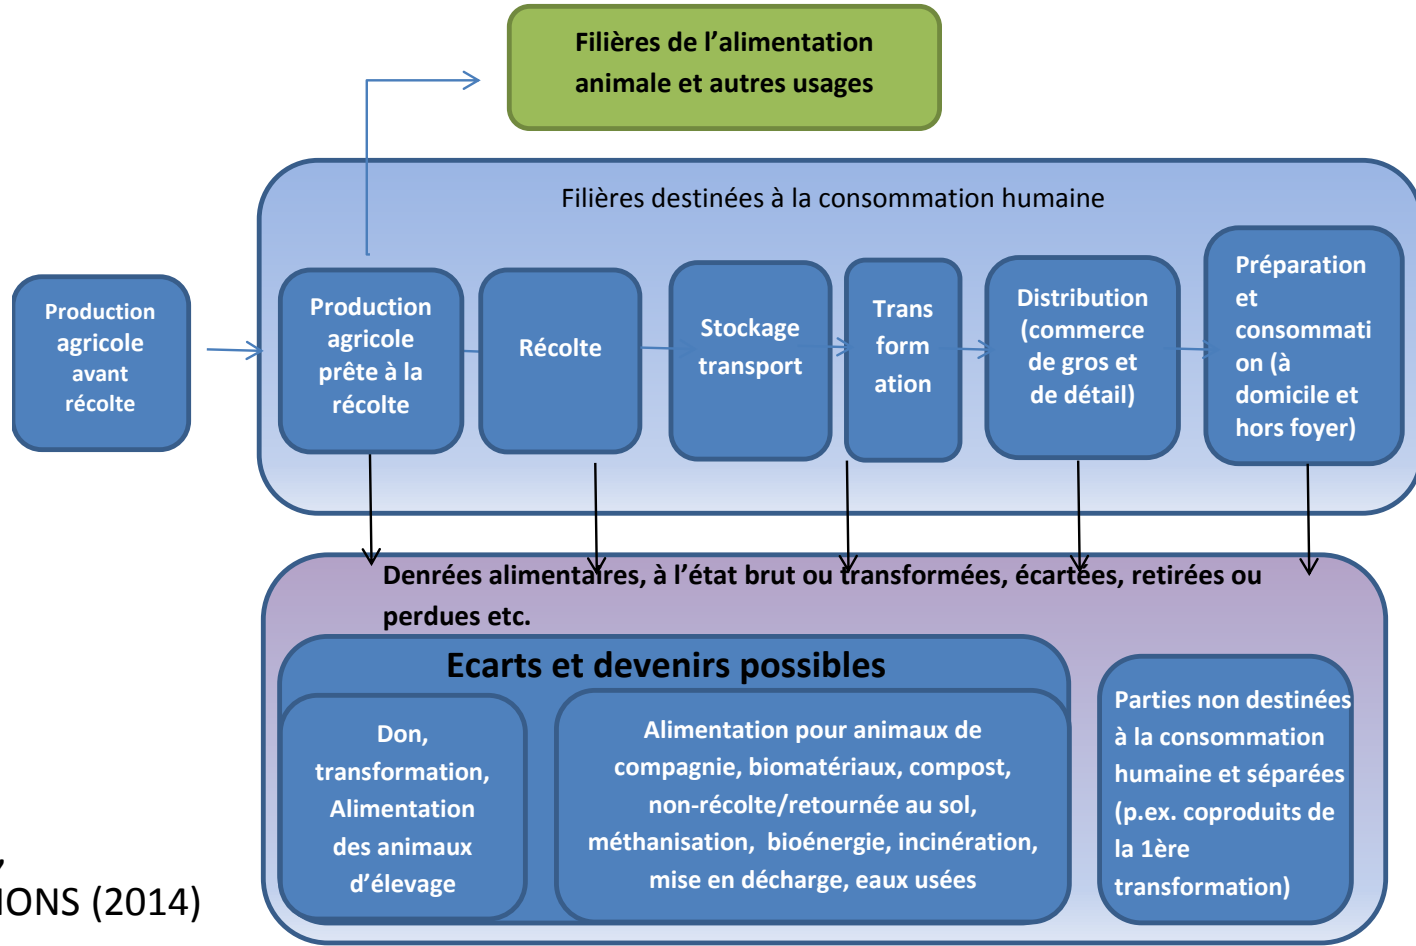 Filières de l’alimentation
animale et autres usages
Filières destinées à la consommation humaine
Production
agricole
avant
récolte
Production
agricole
prête à la
récolte
Récolte
Stockage
transport
Trans
form
ation
Distribution
(commerce
de gros et
de détail)
Préparation
et
consommati
on (à
domicile et
hors foyer)
Denrées alimentaires, à l’état brut ou transformées, écartées, retirées ou
perdues etc.
Ecarts et devenirs possibles
Don,
transformation,
Alimentation
des animaux
d’élevage
Alimentation pour animaux de
compagnie, biomatériaux, compost,
non-récolte/retournée au sol,
méthanisation, bioénergie, incinération,
mise en décharge, eaux usées
Parties non destinées
à la consommation
humaine et séparées
(p.ex. coproduits de
la 1ère
transformation)
,
IONS (2014)